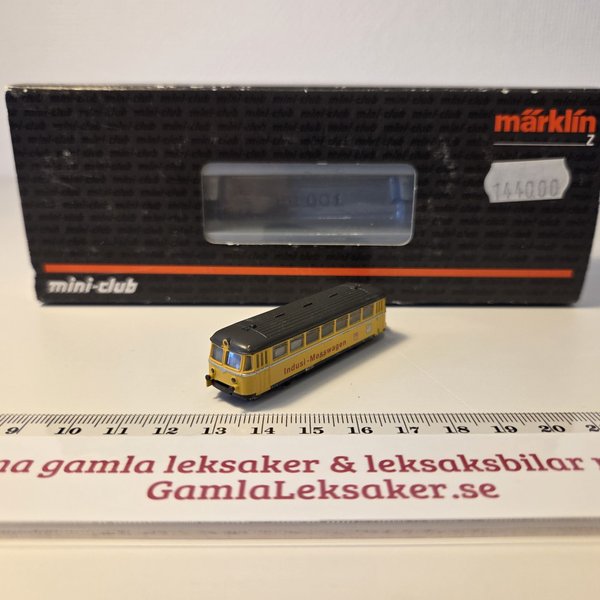 märklin
Z
144000
mini-club
Indusi-Messwagen
9 10 11 12 13 14 15 16 17 18 19 20
na gamla leksaker & leksaksbilar
GamlaLeksaker.se